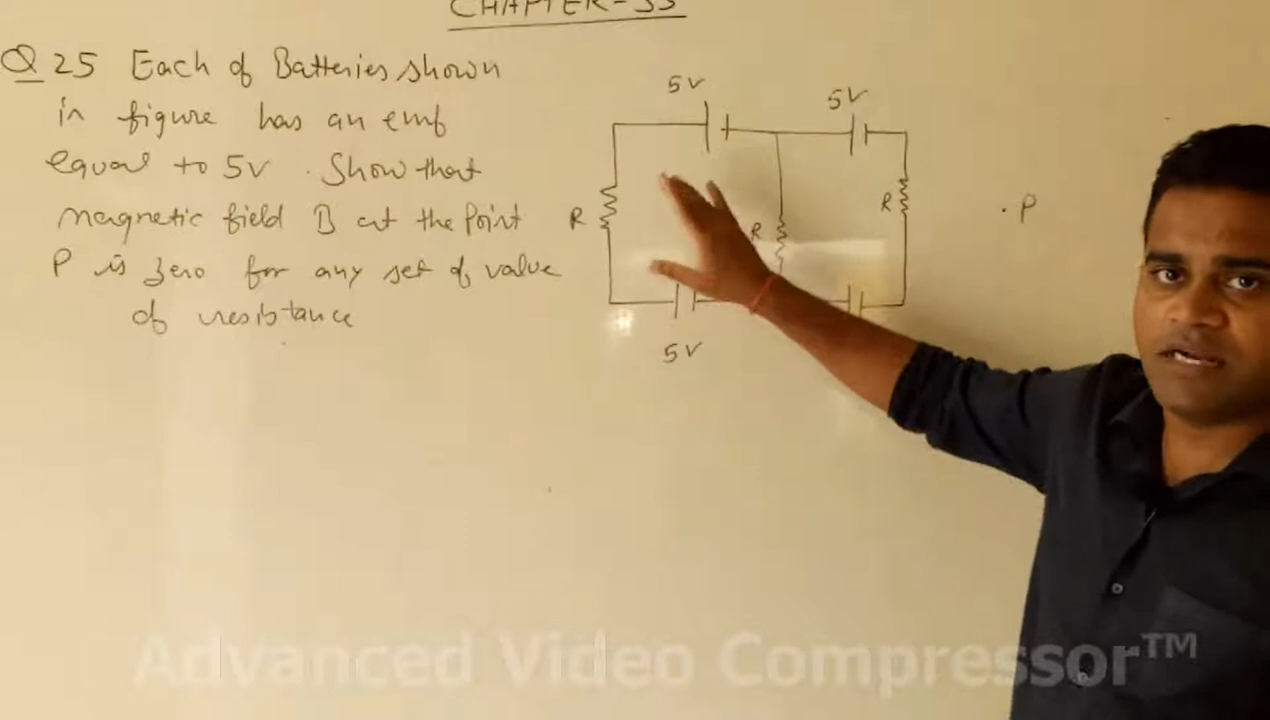 CHAPTER-35
Q 25 Each of Batteries shown
in figure has an emf
equal to 5V. Show that
magnetic field B at the Point
P is zero for any set of value
of resistance
5V
5V
R
R
R
. P
5V
Advanced Video Compressor™